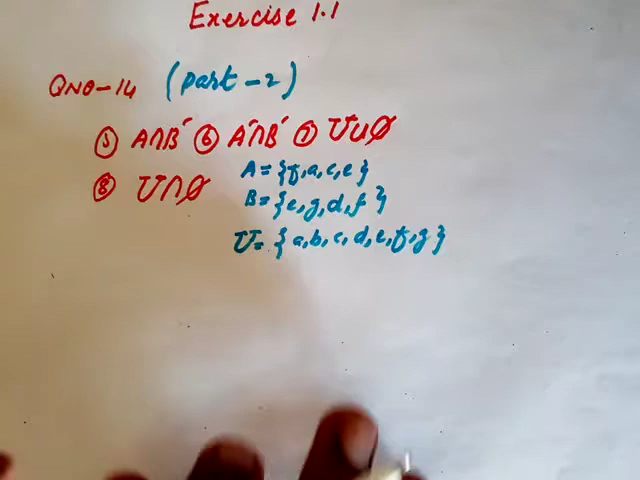 Exercise 1.1
QNO-14 (Part-2)
⑤ A∩B′ ⑥ A′∩B′ ⑦ U∪∅
⑧ U∩∅ A = {f,a,c,e}
B = {e,g,d,f}
U = {a,b,c,d,e,f,g}